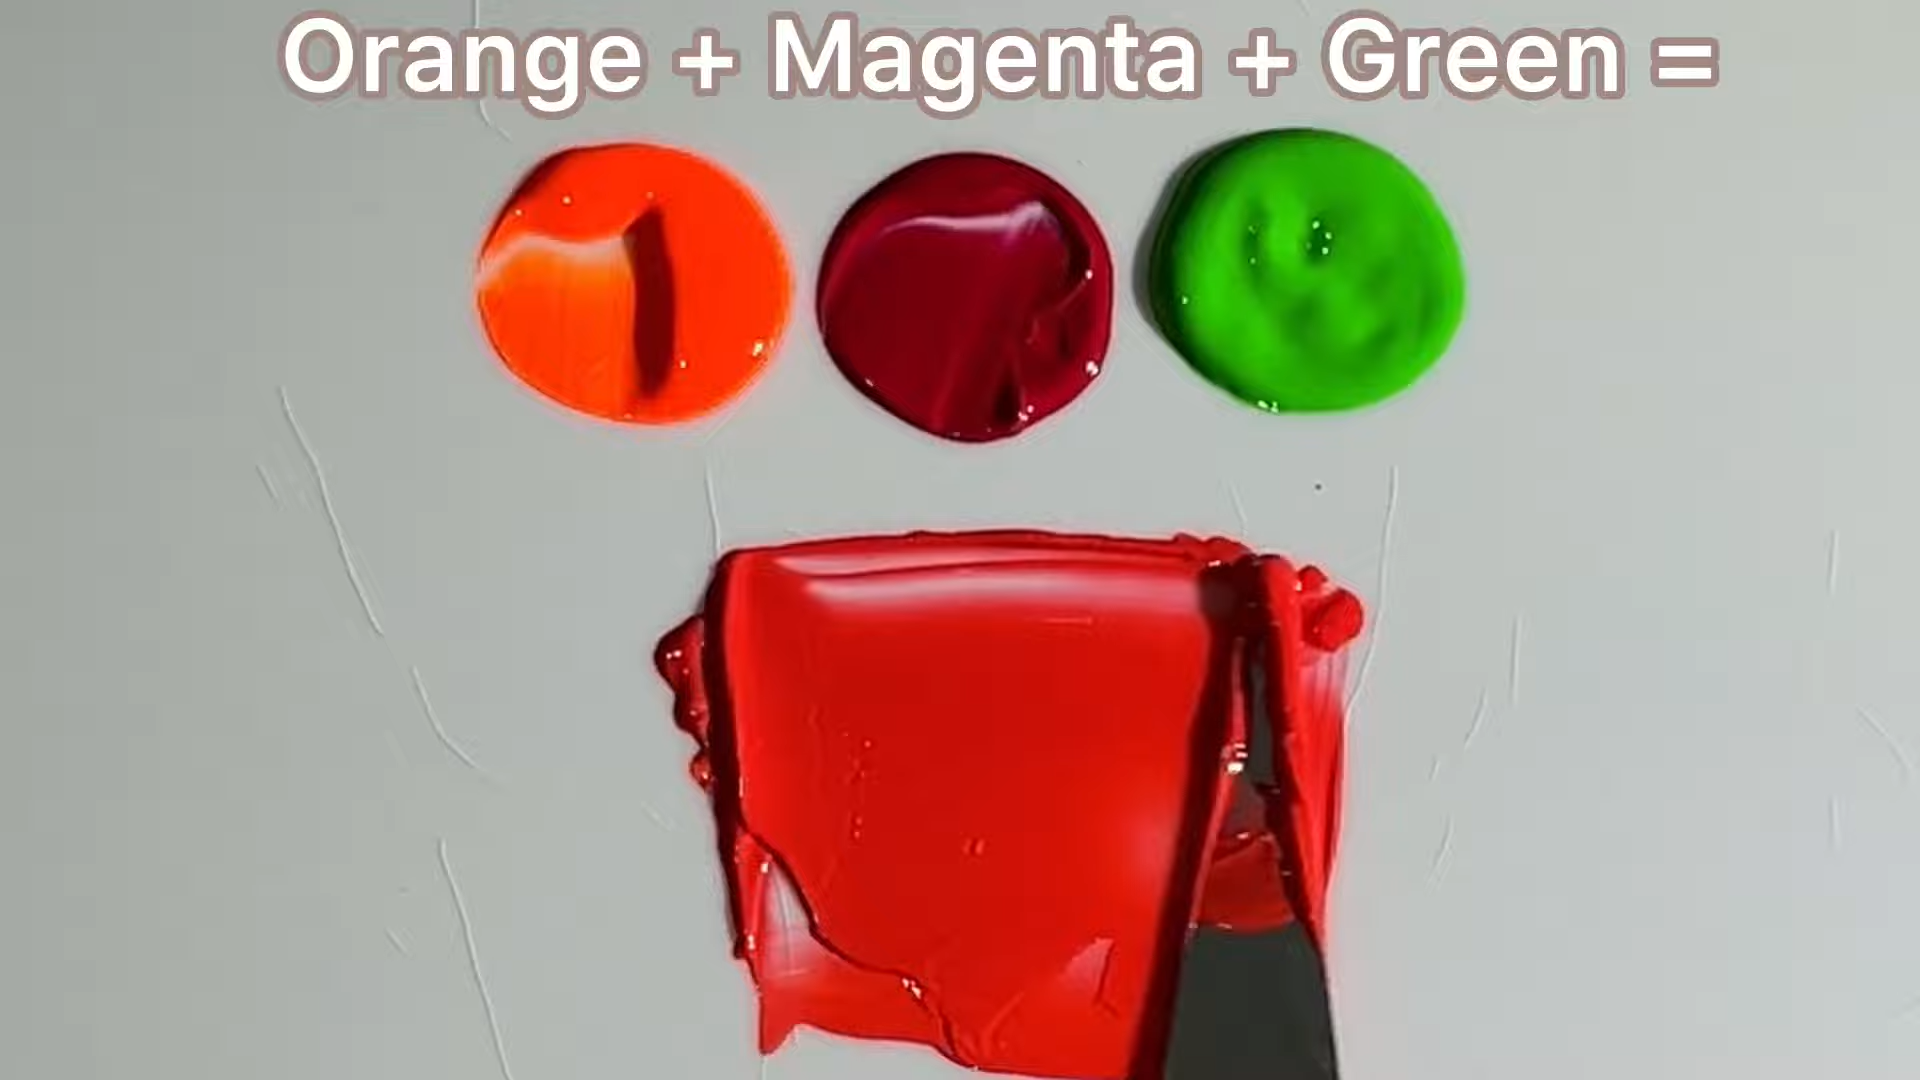 Orange + Magenta + Green =